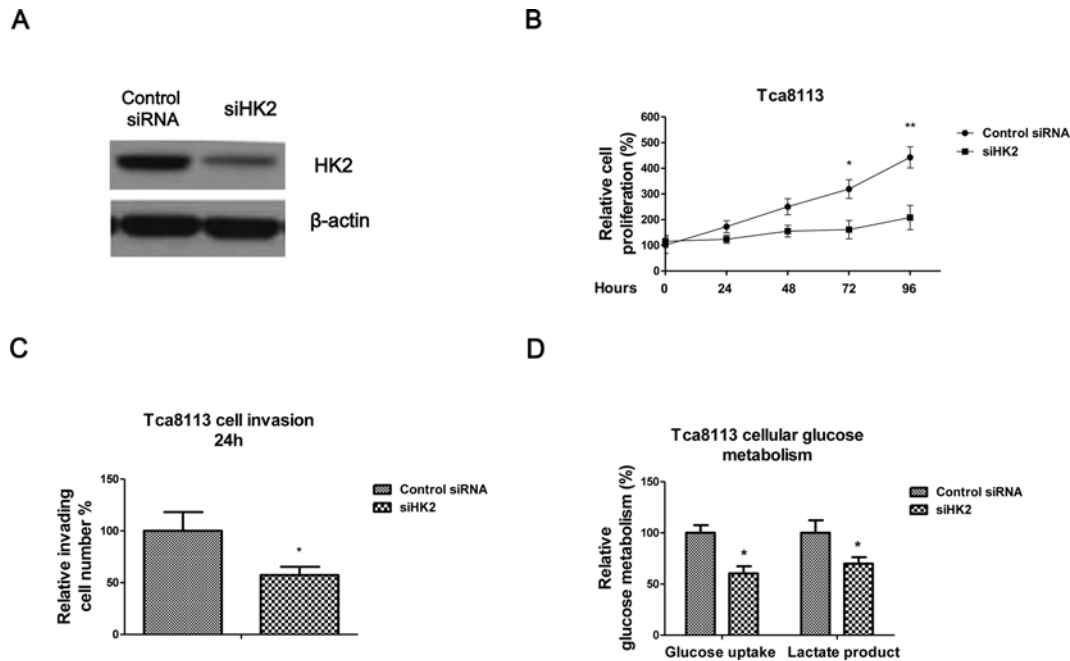 A
Control
siRNA
siHK2
HK2
β-actin
B
Tca8113
Relative cell
proliferation (%)
600
500
400
300
200
100
0
*
**
Control siRNA
siHK2
Hours
0 24 48 72 96
C
Tca8113 cell invasion
24h
Relative invading
cell number %
150
100
50
0
*
Control siRNA
siHK2
D
Tca8113 cellular glucose
metabolism
Relative
glucose metabolism (%)
150
100
50
0
*
*
Control siRNA
siHK2
Glucose uptake Lactate product